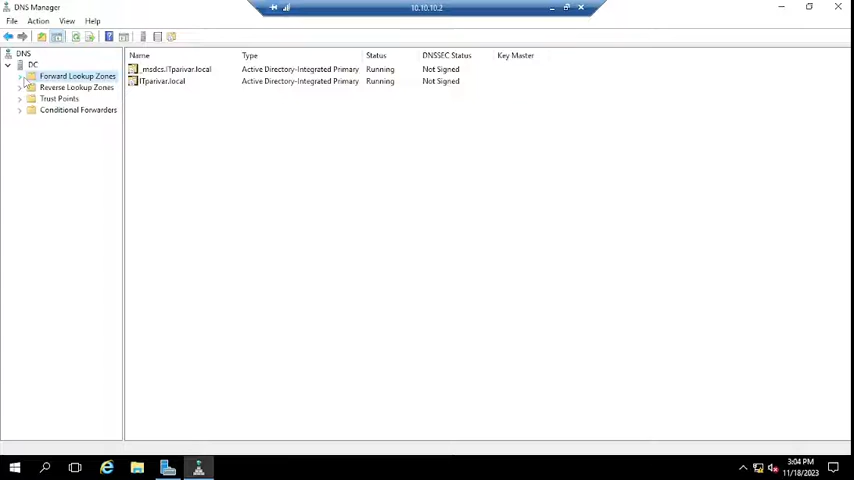 DNS Manager
10.10.10.2
File Action View Help
DNS
DC
Forward Lookup Zones
Reverse Lookup Zones
Trust Points
Conditional Forwarders
Name Type Status DNSSEC Status Key Master
_msdcs.ITparivar.local Active Directory-Integrated Primary Running Not Signed
ITparivar.local Active Directory-Integrated Primary Running Not Signed
3:04 PM
11/18/2023